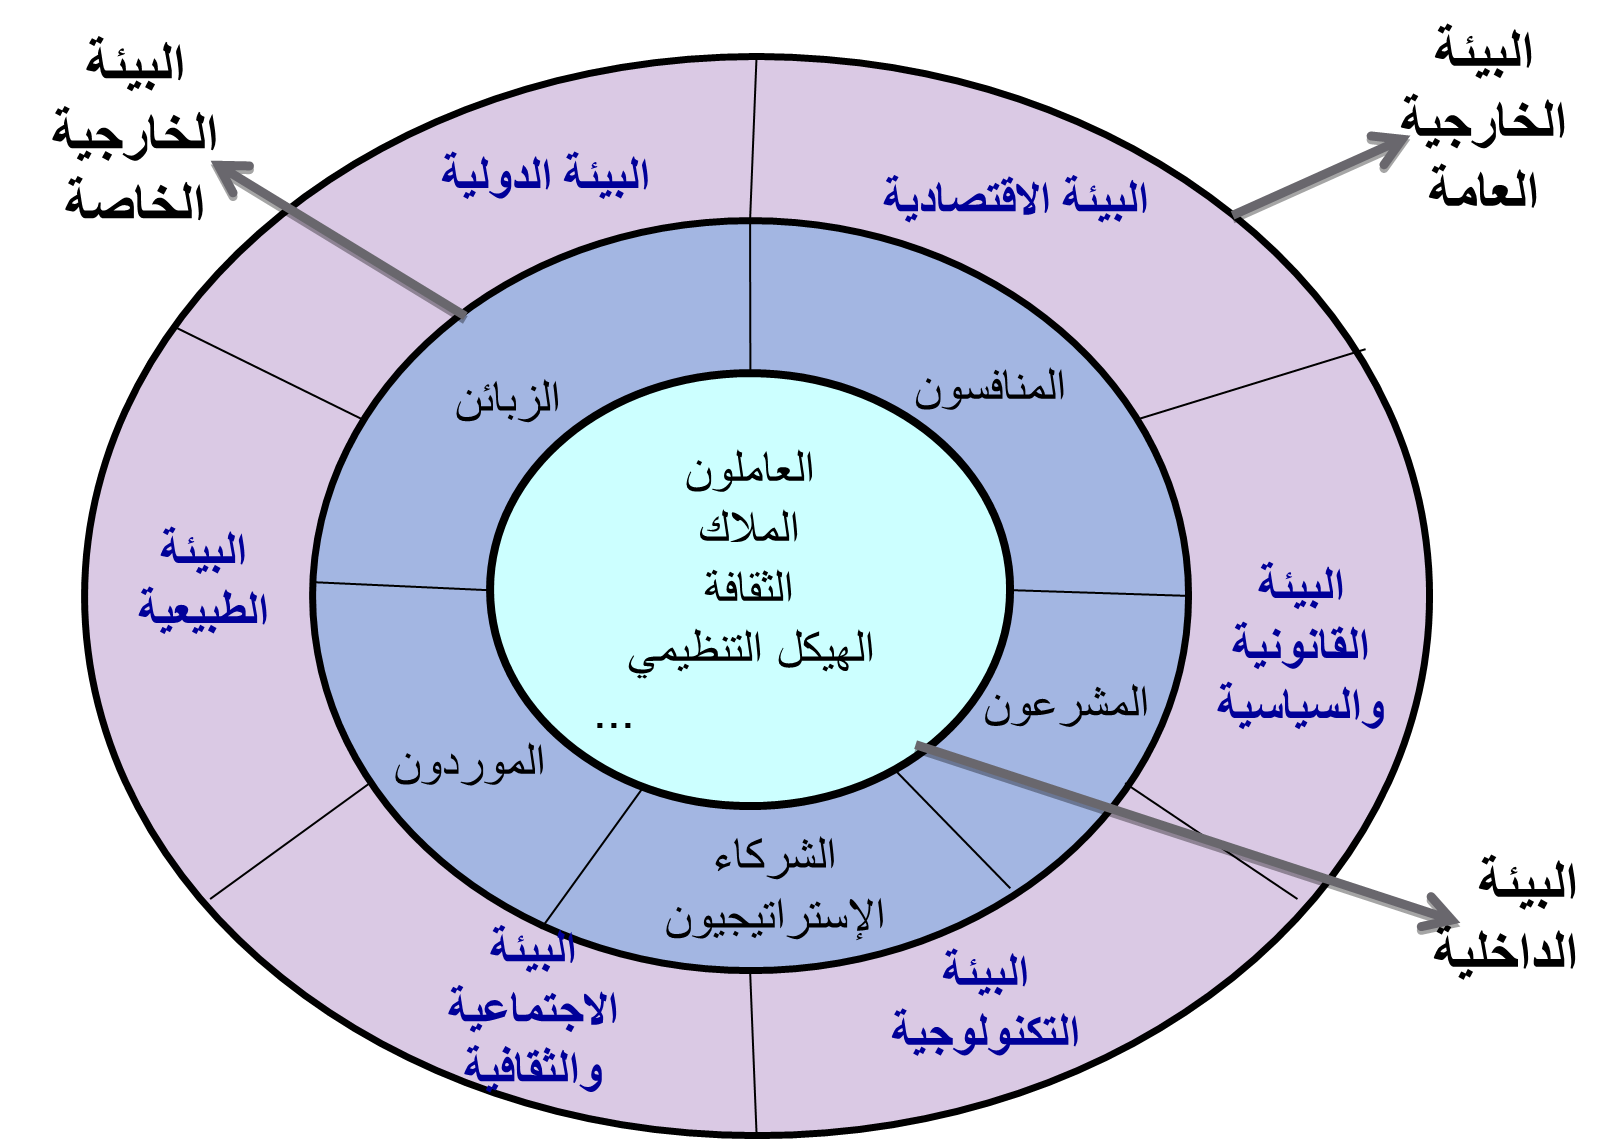 البيئة
الخارجية
العامة
البيئة
الخارجية
الخاصة
البيئة الاقتصادية
البيئة الدولية
المنافسون
الزبائن
العاملون
الملاك
الثقافة
الهيكل التنظيمي
...
البيئة
القانونية
والسياسية
البيئة
الطبيعية
المشرعون
الموردون
الشركاء
الإستراتيجيون
البيئة
الداخلية
البيئة
التكنولوجية
البيئة
الاجتماعية
والثقافية